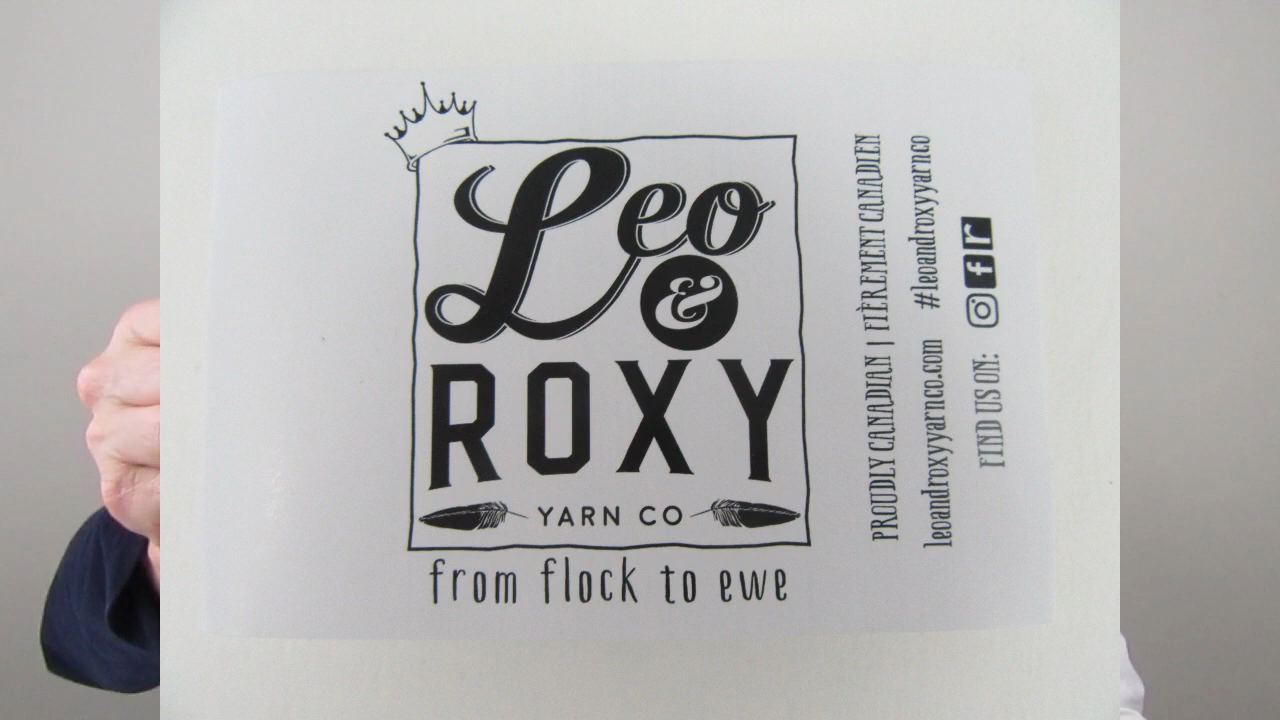 Leo
&
ROXY
YARN CO
from flock to ewe
PROUDLY CANADIAN | FIÈREMENT CANADIEN
leoandroxyyarnco.com #leoandroxyyarnco
FIND US ON: